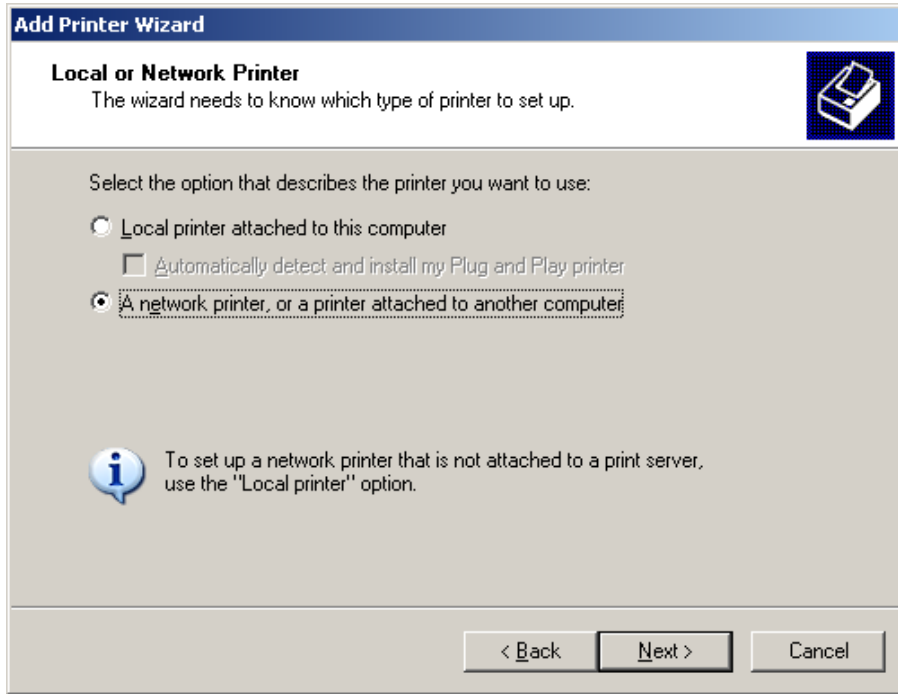 Add Printer Wizard
Local or Network Printer
The wizard needs to know which type of printer to set up.
Select the option that describes the printer you want to use:
Local printer attached to this computer
Automatically detect and install my Plug and Play printer
A network printer, or a printer attached to another computer
To set up a network printer that is not attached to a print server,
use the "Local printer" option.
< Back Next > Cancel